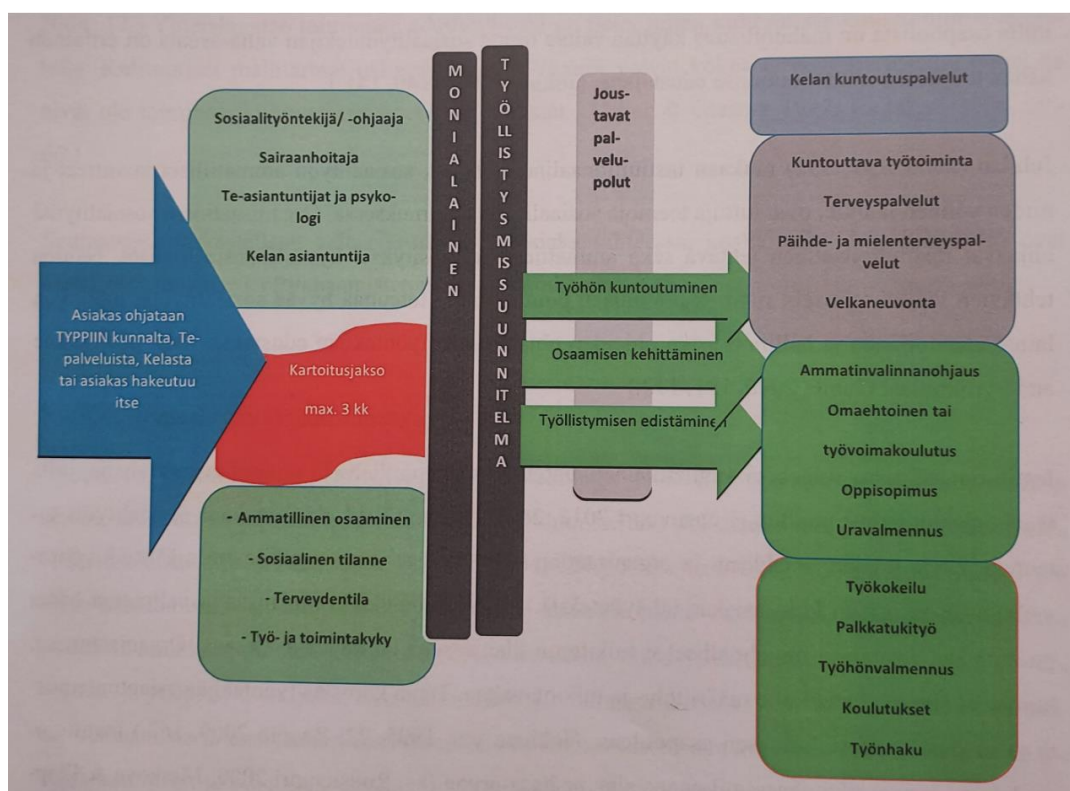 Asiakas ohjataan
TYPPIIN kunnalta, Te-
palveluista, Kelasta
tai asiakas hakeutuu
itse
Sosiaalityöntekijä/ -ohjaaja
Sairaanhoitaja
Te-asiantuntijat ja psyko-
logi
Kelan asiantuntija
Kartoitusjakso
max. 3 kk
- Ammatillinen osaaminen
- Sosiaalinen tilanne
- Terveydentila
- Työ- ja toimintakyky
MONIALAINEN
TYÖLLISTYMISSUUNNITELMA
Jous-
tavat
pal-
velu-
polut
Työhön kuntoutuminen
Osaamisen kehittäminen
Työllistymisen edistäminen
Kelan kuntoutuspalvelut
Kuntouttava työtoiminta
Terveyspalvelut
Päihde- ja mielenterveyspal-
velut
Velkaneuvonta
Ammatinvalinnanohjaus
Omaehtoinen tai
työvoimakoulutus
Oppisopimus
Uravalmennus
Työkokeilu
Palkkatukityö
Työhönvalmennus
Koulutukset
Työnhaku